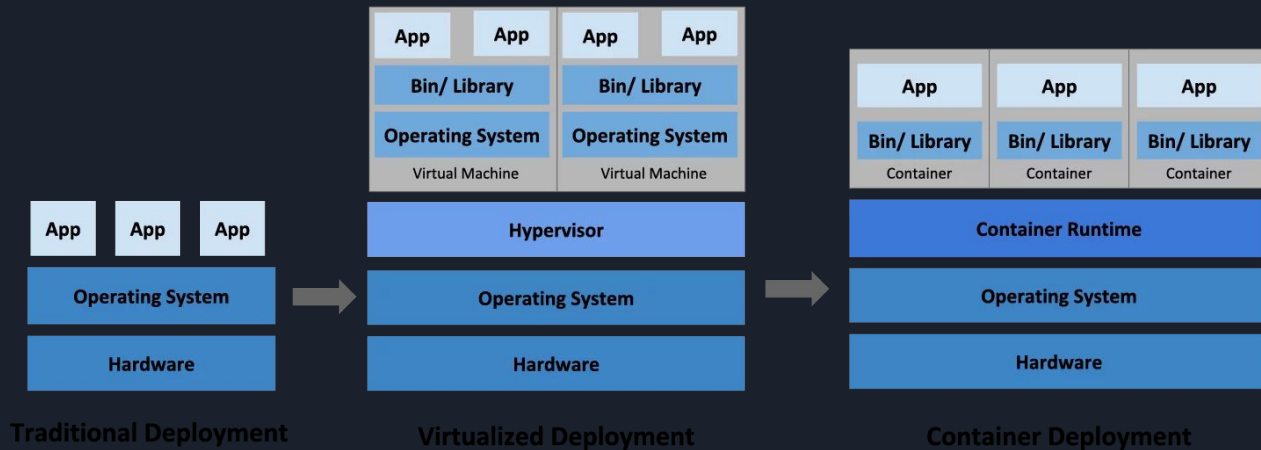 App
App
App
Operating System
Hardware
Traditional Deployment
App
App
Bin/ Library
Operating System
Virtual Machine
App
App
Bin/ Library
Operating System
Virtual Machine
Hypervisor
Operating System
Hardware
Virtualized Deployment
App
Bin/ Library
Container
App
Bin/ Library
Container
App
Bin/ Library
Container
Container Runtime
Operating System
Hardware
Container Deployment